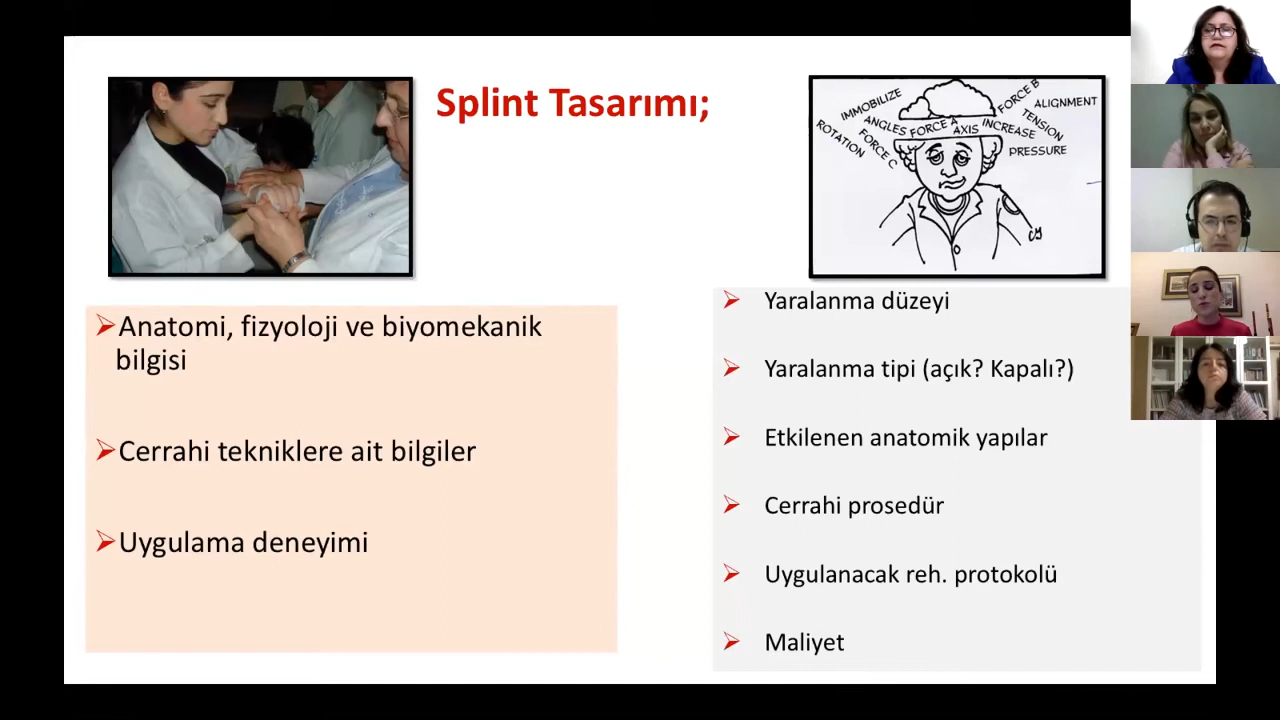 Splint Tasarımı;
IMMOBILIZE
ROTATION
ANGLES
FORCE C
FORCE A
AXIS
INCREASE
FORCE B
TENSION
ALIGNMENT
PRESSURE
➢Anatomi, fizyoloji ve biyomekanik
bilgisi
➢Cerrahi tekniklere ait bilgiler
➢Uygulama deneyimi
➢ Yaralanma düzeyi
➢ Yaralanma tipi (açık? Kapalı?)
➢ Etkilenen anatomik yapılar
➢ Cerrahi prosedür
➢ Uygulanacak reh. protokolü
➢ Maliyet